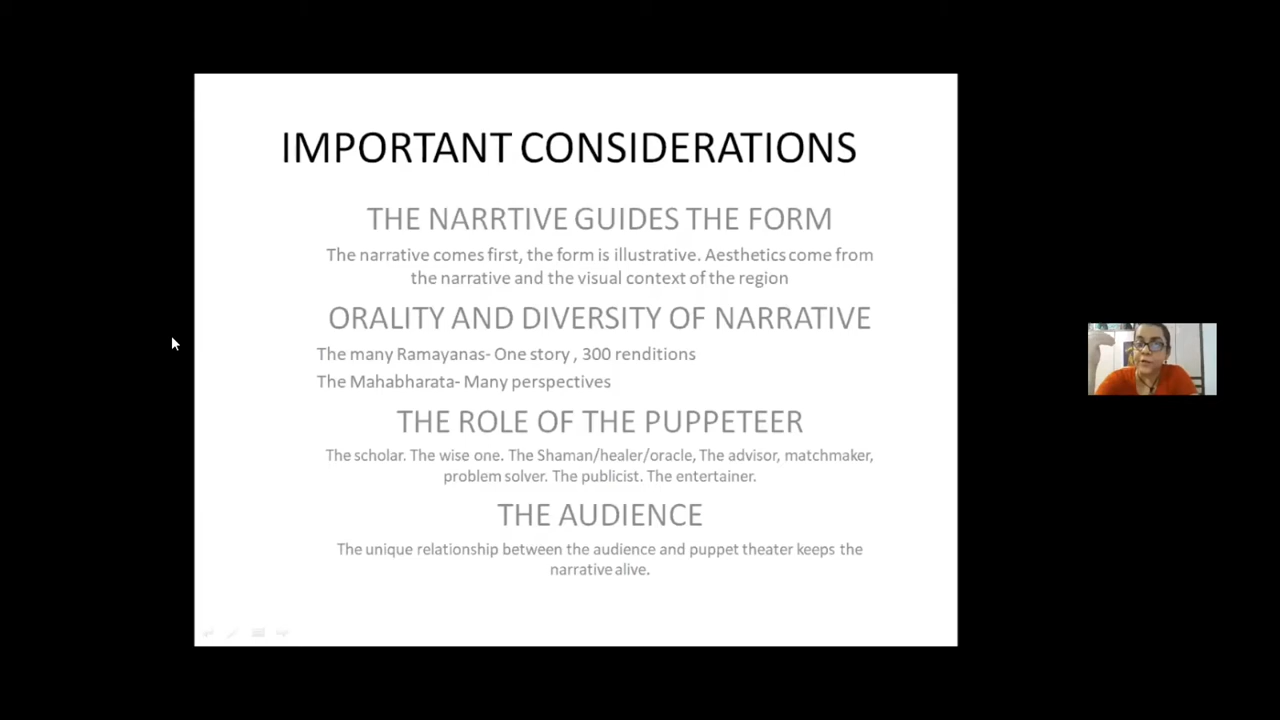 IMPORTANT CONSIDERATIONS
THE NARRTIVE GUIDES THE FORM
The narrative comes first, the form is illustrative. Aesthetics come from
the narrative and the visual context of the region
ORALITY AND DIVERSITY OF NARRATIVE
The many Ramayanas- One story , 300 renditions
The Mahabharata- Many perspectives
THE ROLE OF THE PUPPETEER
The scholar. The wise one. The Shaman/healer/oracle, The advisor, matchmaker,
problem solver. The publicist. The entertainer.
THE AUDIENCE
The unique relationship between the audience and puppet theater keeps the
narrative alive.